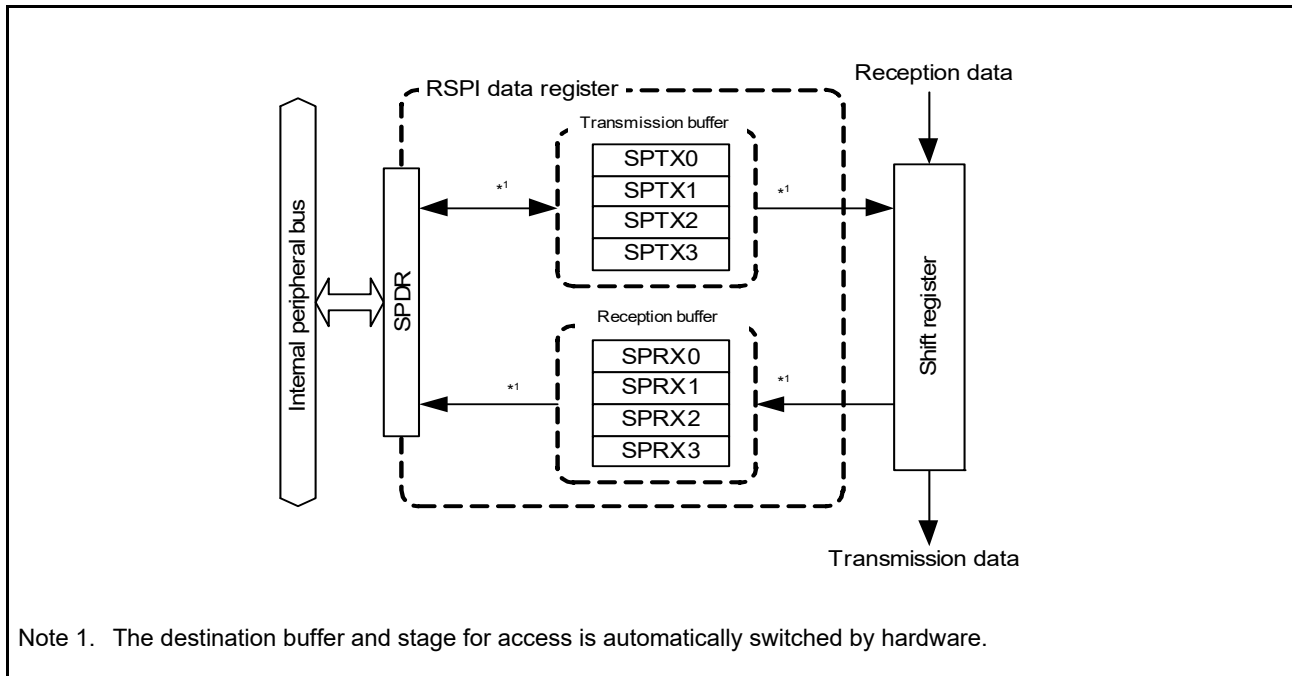 Reception data
RSPI data register
Transmission buffer
SPTX0
SPTX1
SPTX2
SPTX3
*1
*1
Internal peripheral bus
SPDR
Shift register
Reception buffer
SPRX0
SPRX1
SPRX2
SPRX3
*1
*1
Transmission data
Note 1. The destination buffer and stage for access is automatically switched by hardware.